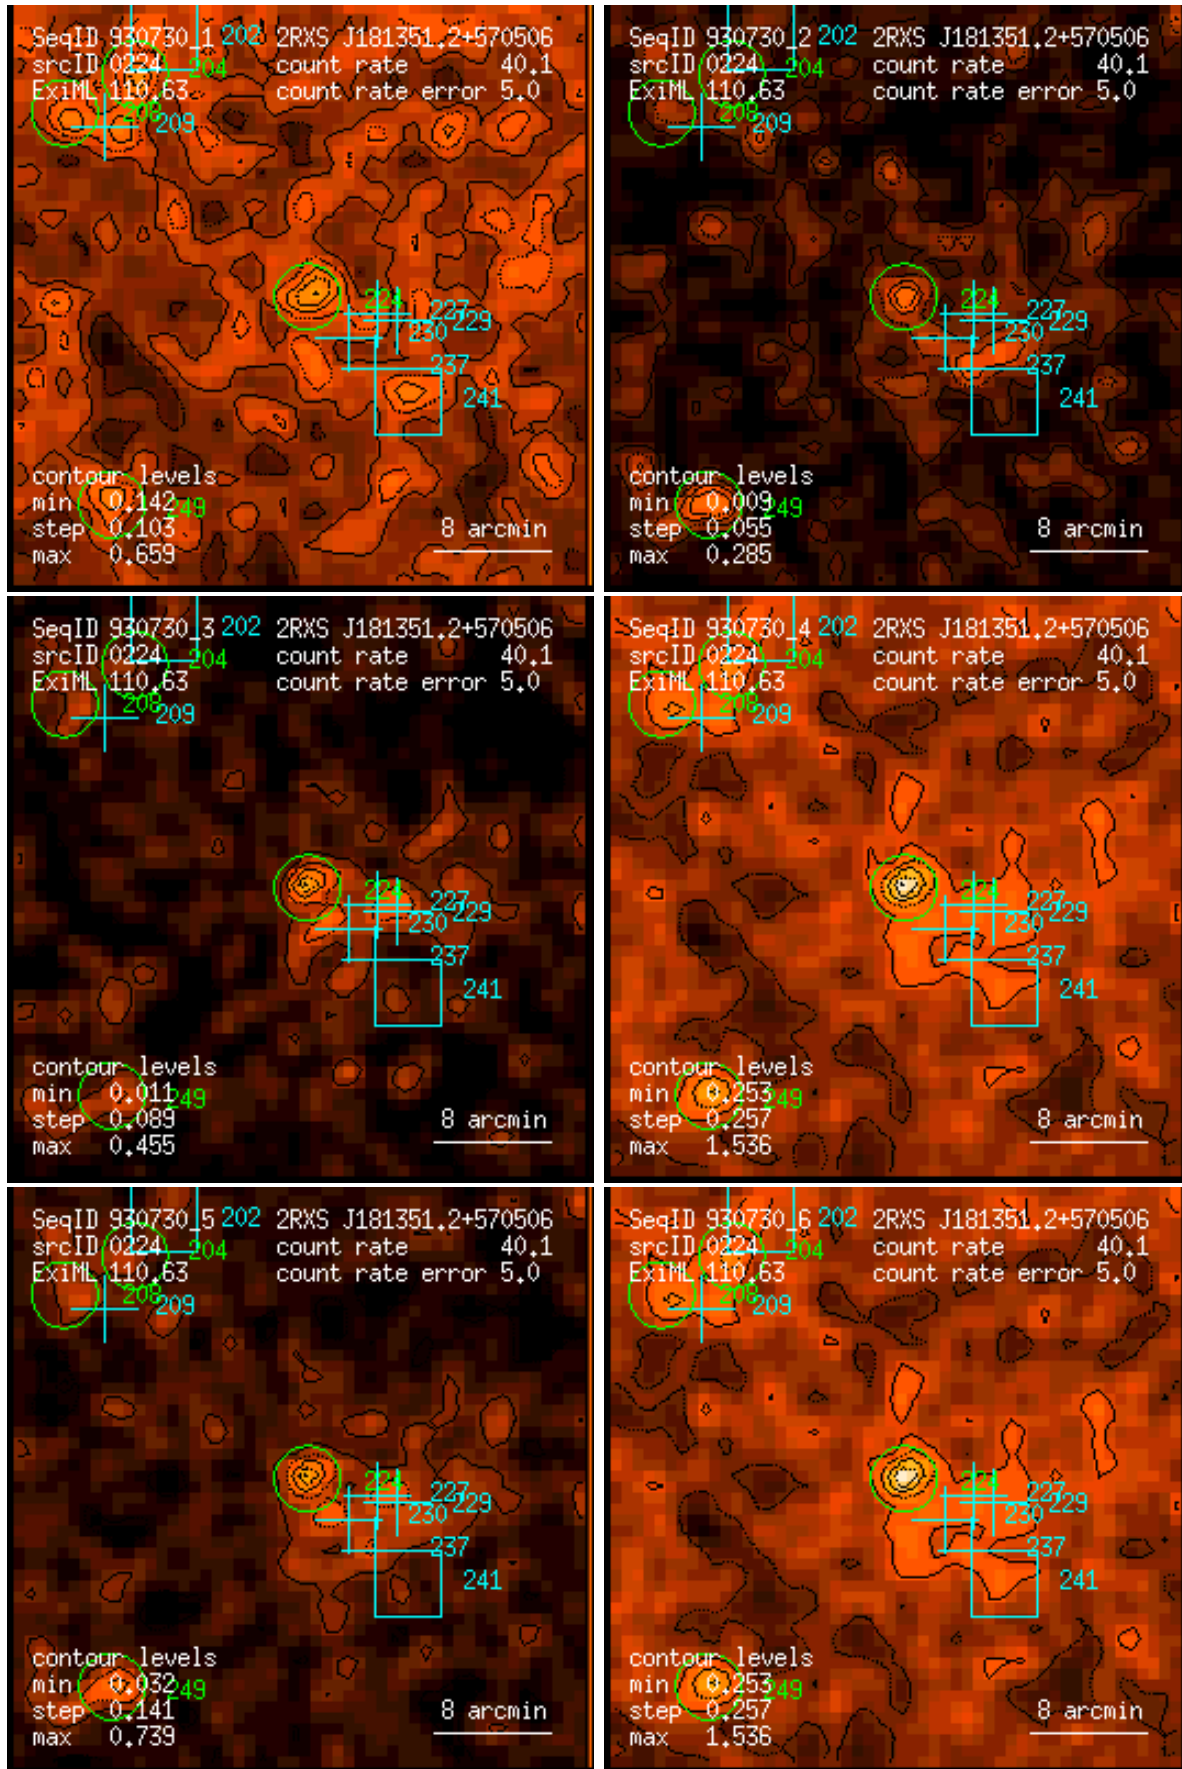 SeqID 930730_1 202 2RXS J181351.2+570506
srcID 0224 204 count rate 40.1
ExiML 110.63 count rate error 5.0
208 209
224 227
230 229
237
241
contour levels
min 0.142 249
step 0.103 8 arcmin
max 0.659
SeqID 930730_2 202 2RXS J181351.2+570506
srcID 0224 204 count rate 40.1
ExiML 110.63 count rate error 5.0
208 209
224 227
230 229
237
241
contour levels
min 0.009 249
step 0.055 8 arcmin
max 0.285
SeqID 930730_3 202 2RXS J181351.2+570506
srcID 0224 204 count rate 40.1
ExiML 110.63 count rate error 5.0
208 209
224 227
230 229
237
241
contour levels
min 0.011 249
step 0.089 8 arcmin
max 0.455
SeqID 930730_4 202 2RXS J181351.2+570506
srcID 0224 204 count rate 40.1
ExiML 110.63 count rate error 5.0
208 209
224 227
230 229
237
241
contour levels
min 0.253 249
step 0.257 8 arcmin
max 1.536
SeqID 930730_5 202 2RXS J181351.2+570506
srcID 0224 204 count rate 40.1
ExiML 110.63 count rate error 5.0
208 209
224 227
230 229
237
241
contour levels
min 0.032 249
step 0.141 8 arcmin
max 0.739
SeqID 930730_6 202 2RXS J181351.2+570506
srcID 0224 204 count rate 40.1
ExiML 110.63 count rate error 5.0
208 209
224 227
230 229
237
241
contour levels
min 0.253 249
step 0.257 8 arcmin
max 1.536